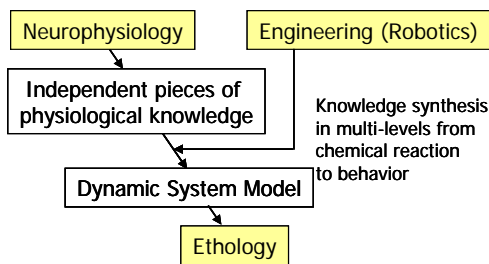 Neurophysiology
Engineering (Robotics)
Independent pieces of
physiological knowledge
Knowledge synthesis
in multi-levels from
chemical reaction
to behavior
Dynamic System Model
Ethology